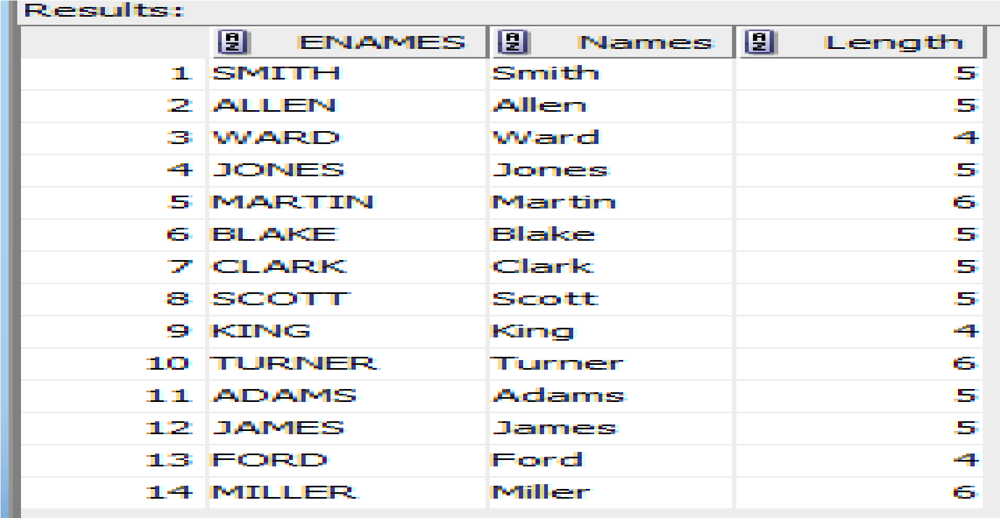 Results:
ENAMES Names Length
1 SMITH Smith 5
2 ALLEN Allen 5
3 WARD Ward 4
4 JONES Jones 5
5 MARTIN Martin 6
6 BLAKE Blake 5
7 CLARK Clark 5
8 SCOTT Scott 5
9 KING King 4
10 TURNER Turner 6
11 ADAMS Adams 5
12 JAMES James 5
13 FORD Ford 4
14 MILLER Miller 6